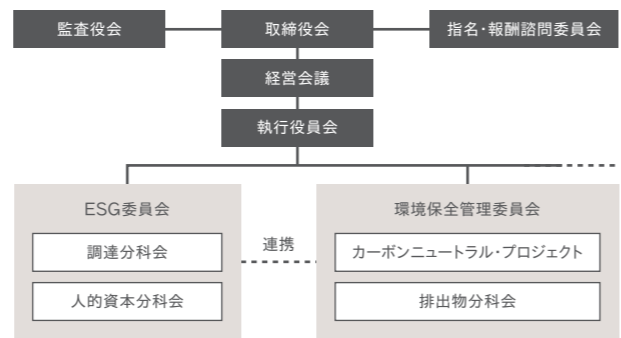 監査役会
取締役会
指名・報酬諮問委員会
経営会議
執行役員会
ESG委員会
調達分科会
人的資本分科会
連携
環境保全管理委員会
カーボンニュートラル・プロジェクト
排出物分科会